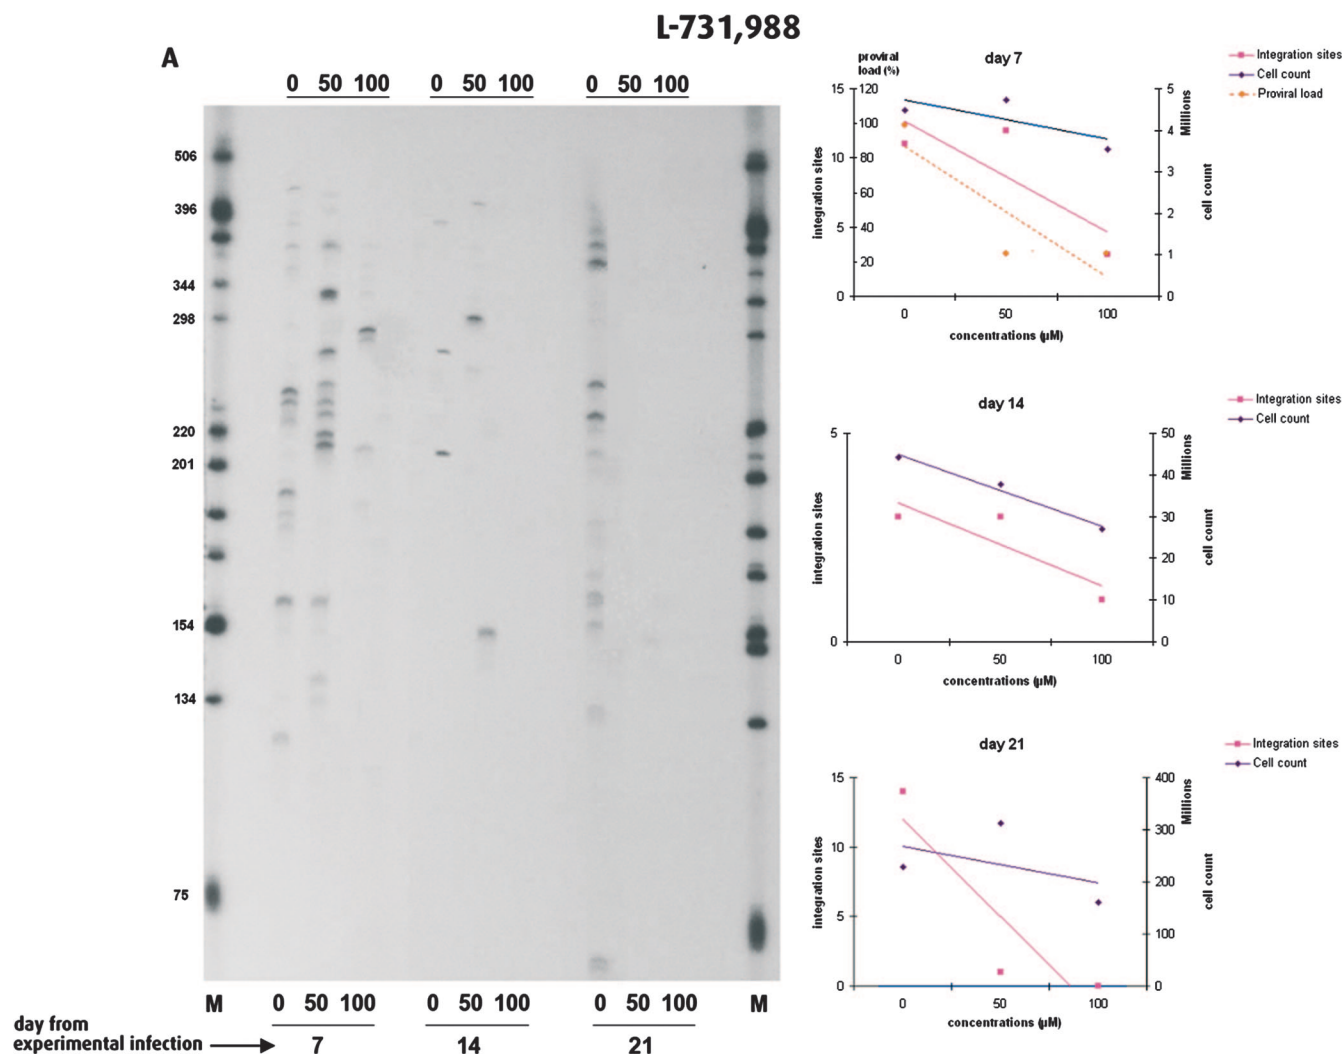 L-731,988
A
0 50 100
0 50 100
0 50 100
506
396
344
298
220
201
154
134
75
M 0 50 100 0 50 100 0 50 100 M
day from
experimental infection
7 14 21
proviral
load (%)
day 7
Integration sites
Cell count
Proviral load
15
10
5
0
120
100
80
60
40
20
5
4
3
2
1
0
integration sites
Millions
cell count
0 50 100
concentrations (µM)
day 14
Integration sites
Cell count
5
0
50
40
30
20
10
0
integration sites
Millions
cell count
0 50 100
concentrations (µM)
day 21
Integration sites
Cell count
15
10
5
0
400
300
200
100
0
integration sites
Millions
cell count
0 50 100
concentrations (µM)